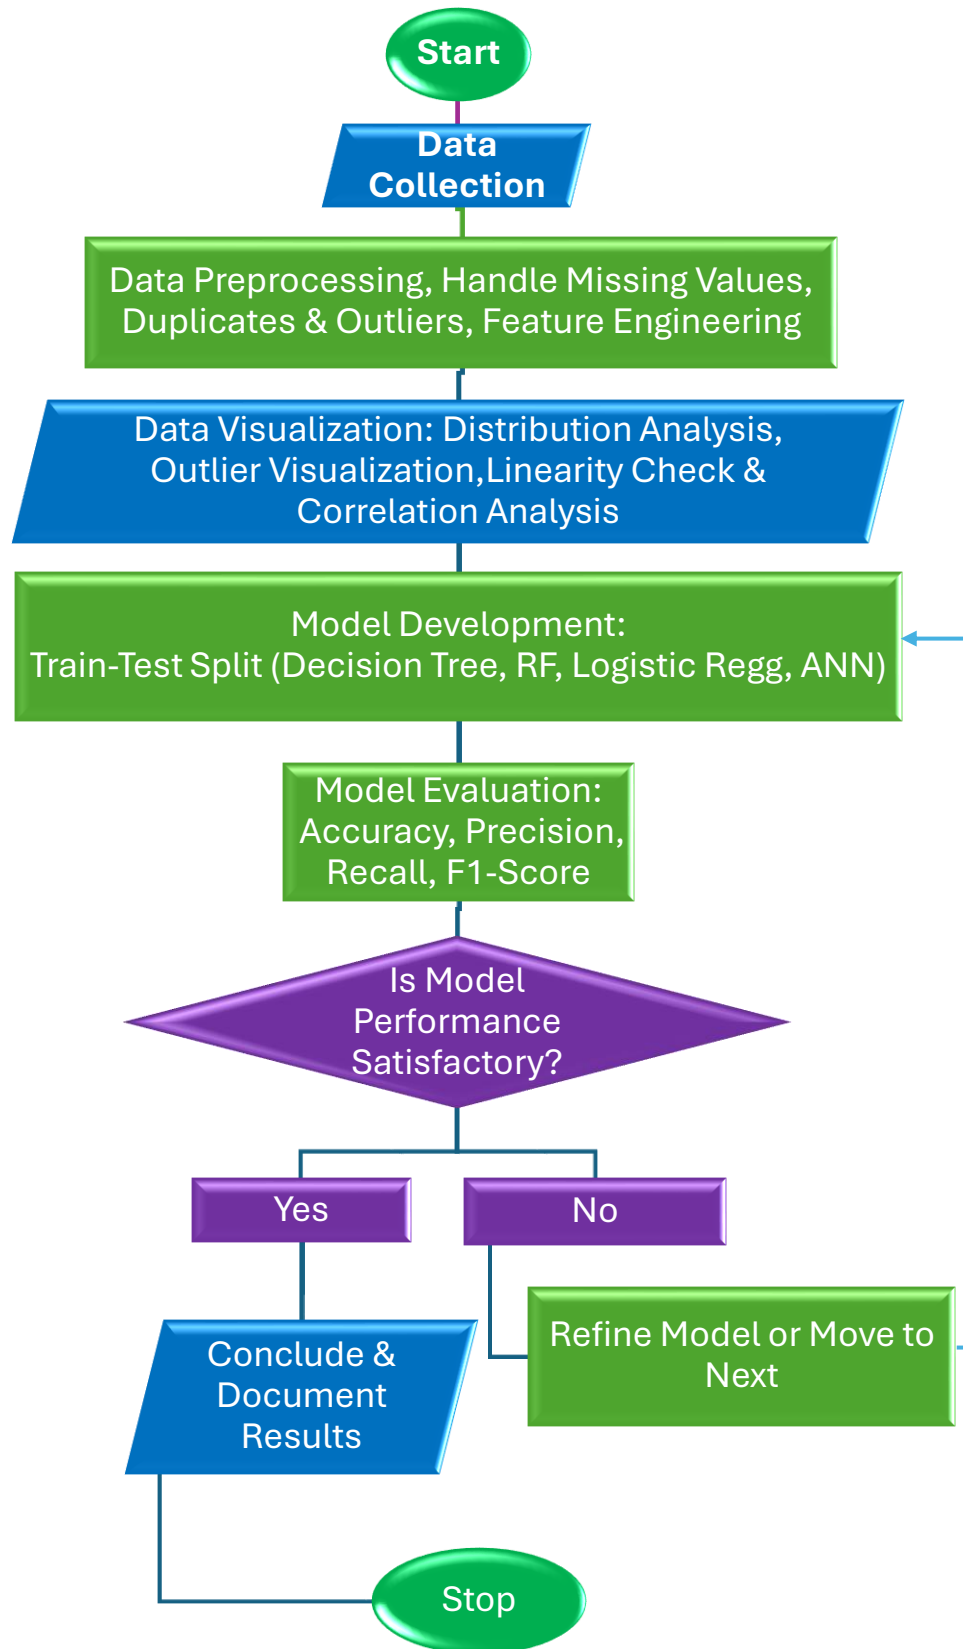 Start
Data
Collection
Data Preprocessing, Handle Missing Values,
Duplicates & Outliers, Feature Engineering
Data Visualization: Distribution Analysis,
Outlier Visualization,Linearity Check &
Correlation Analysis
Model Development:
Train-Test Split (Decision Tree, RF, Logistic Regg, ANN)
Model Evaluation:
Accuracy, Precision,
Recall, F1-Score
Is Model
Performance
Satisfactory?
Yes
No
Refine Model or Move to
Next
Conclude &
Document
Results
Stop